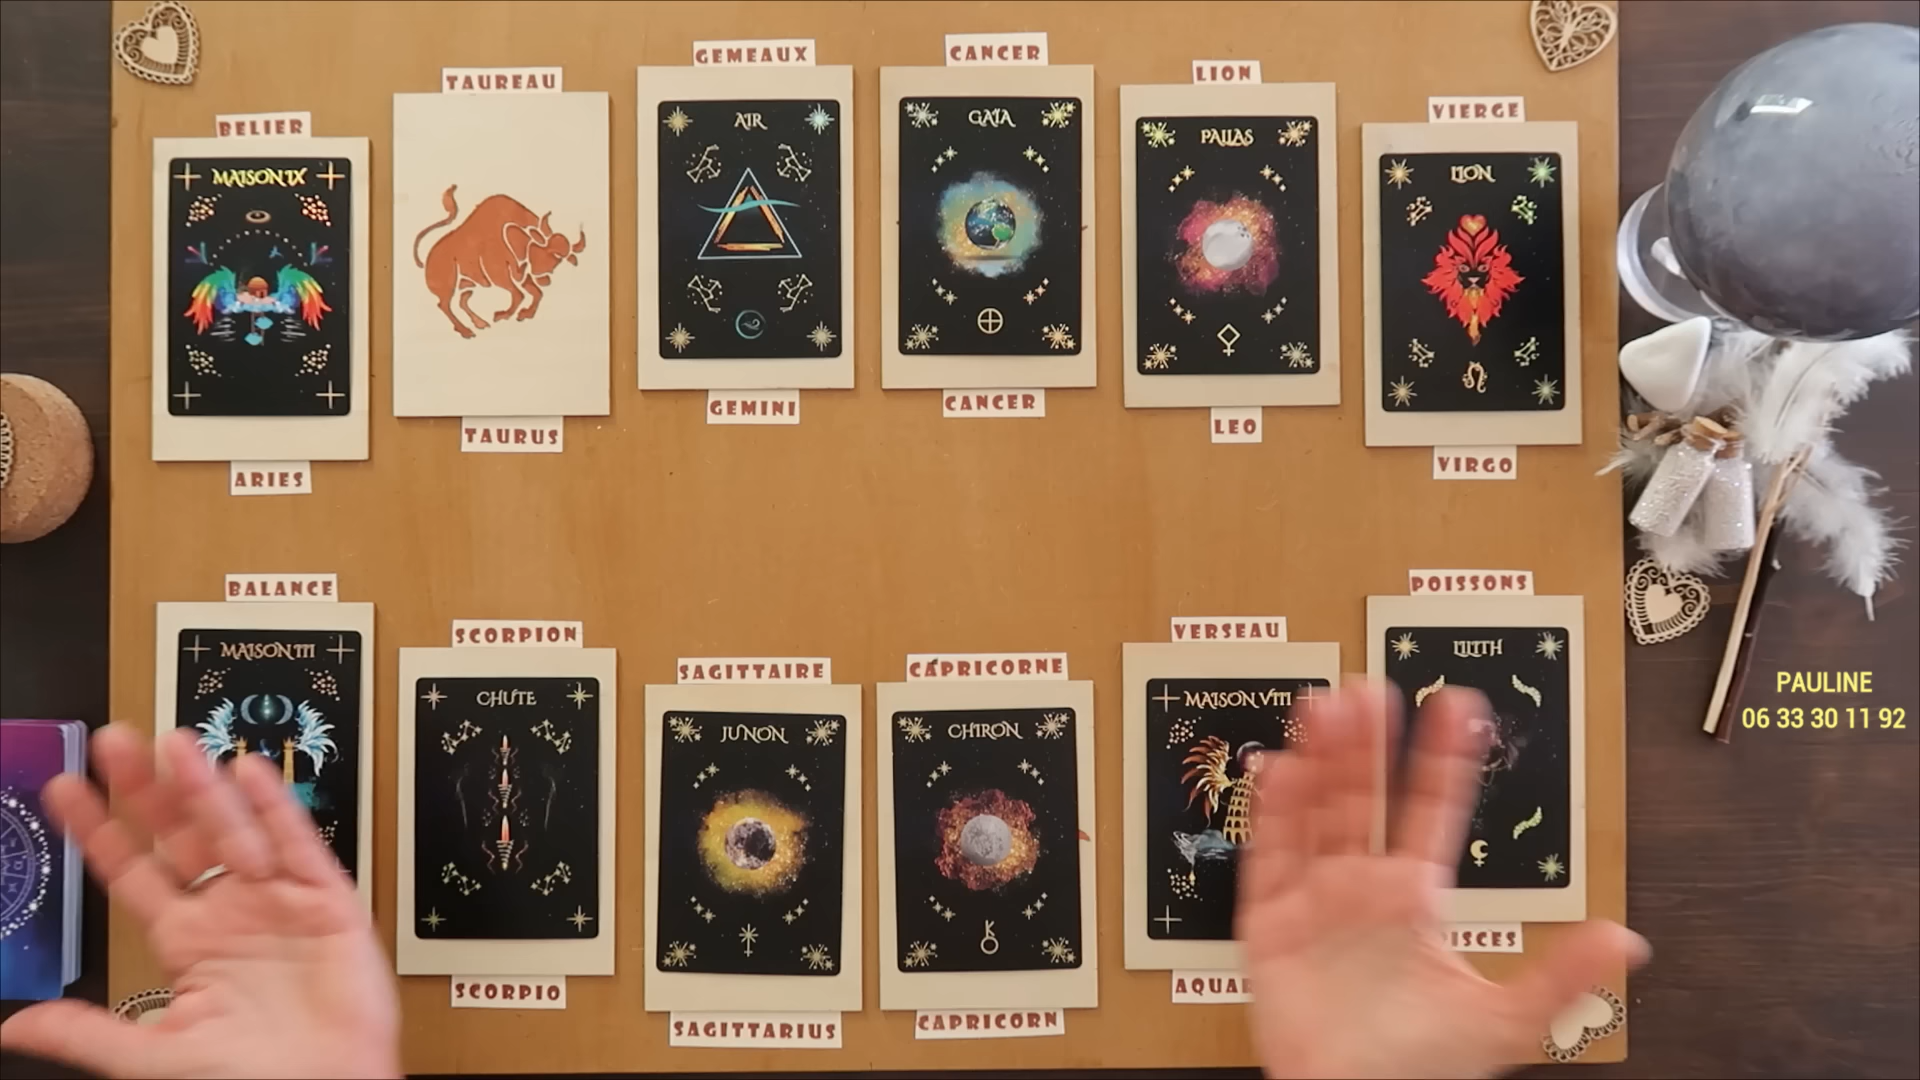 BELIER
TAUREAU
GEMEAUX
CANCER
LION
VIERGE
MAISON IX
AIR
GAIA
PALLAS
LION
ARIES
TAURUS
GEMINI
CANCER
LEO
VIRGO
BALANCE
SCORPION
SAGITTAIRE
CAPRICORNE
VERSEAU
POISSONS
MAISON III
CHUTE
JUNON
CHIRON
MAISON VIII
LILITH
PAULINE
06 33 30 11 92
SCORPIO
SAGITTARIUS
CAPRICORN
AQUAR
ISCES